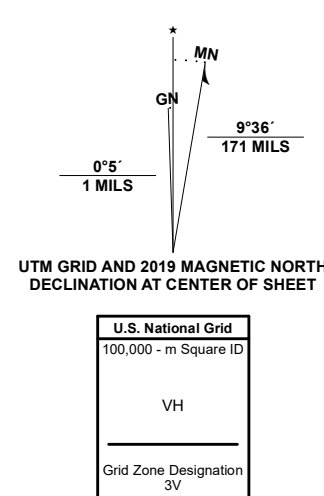 ★
MN
GN
9°36´
171 MILS
0°5´
1 MILS
UTM GRID AND 2019 MAGNETIC NORTH
DECLINATION AT CENTER OF SHEET
U.S. National Grid
100,000 - m Square ID
VH
Grid Zone Designation
3V